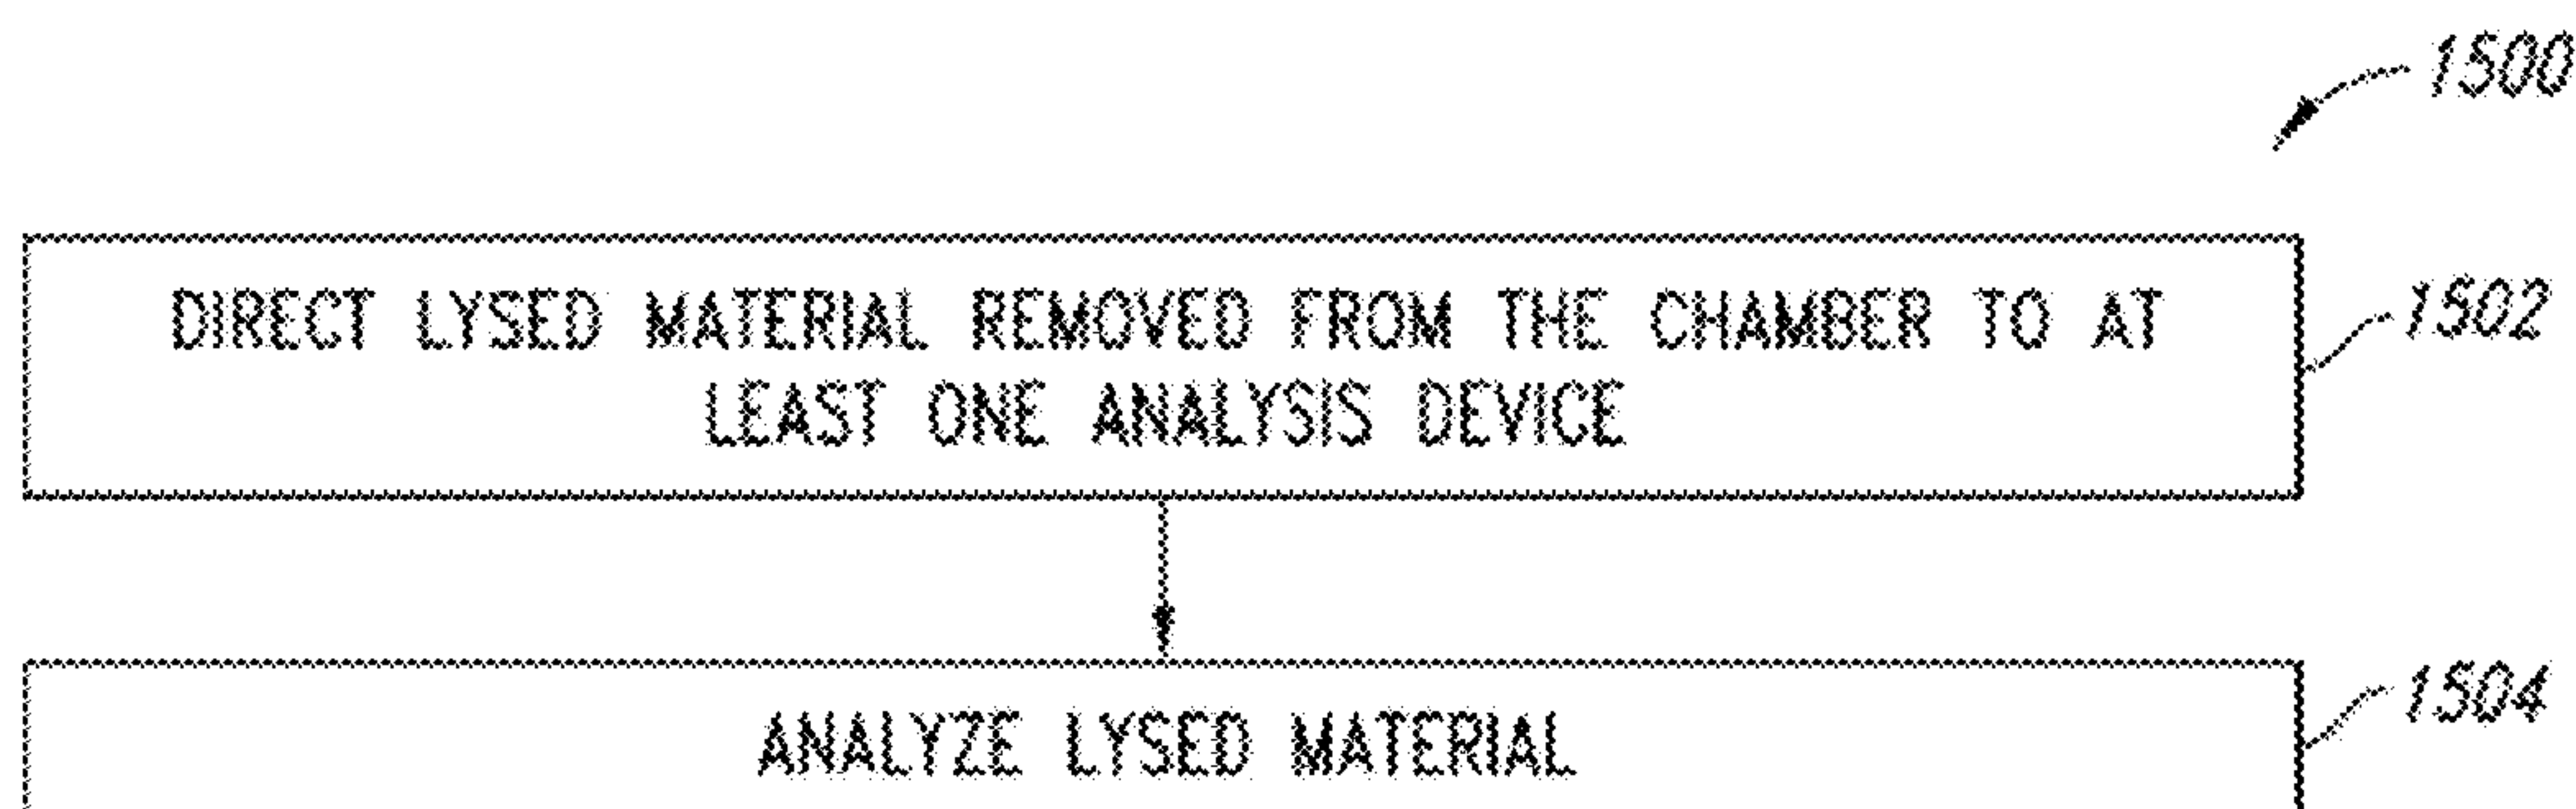 1500
DIRECT LYSED MATERIAL REMOVED FROM THE CHAMBER TO AT
LEAST ONE ANALYSIS DEVICE
1502
ANALYZE LYSED MATERIAL
1504